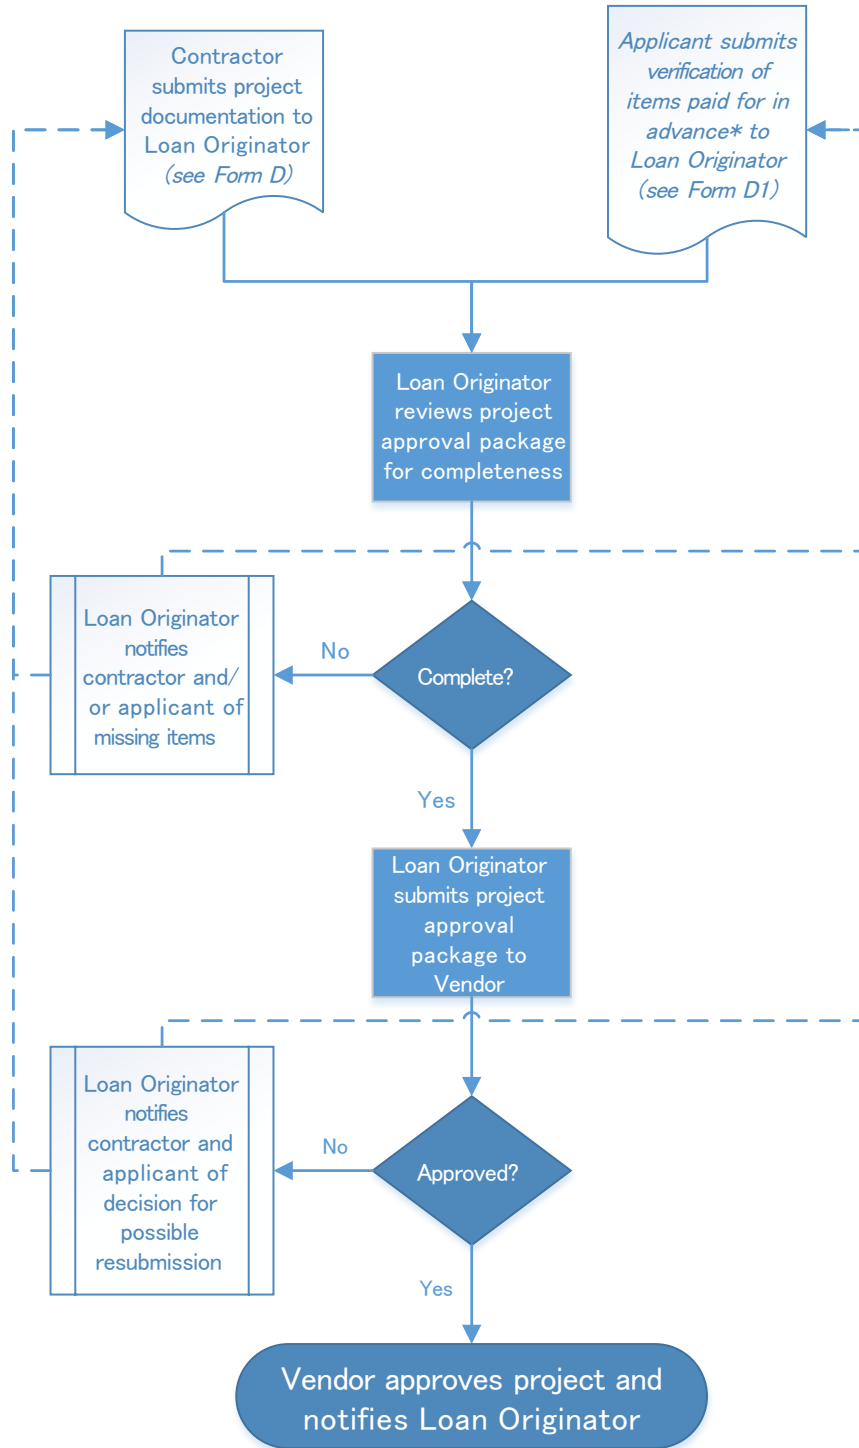 Contractor
submits project
documentation to
Loan Originator
(see Form D)
Applicant submits
verification of
items paid for in
advance* to
Loan Originator
(see Form D1)
Loan Originator
reviews project
approval package
for completeness
Loan Originator
notifies
contractor and/
or applicant of
missing items
No
Complete?
Yes
Loan Originator
submits project
approval
package to
Vendor
Loan Originator
notifies
contractor and
applicant of
decision for
possible
resubmission
No
Approved?
Yes
Vendor approves project and
notifies Loan Originator